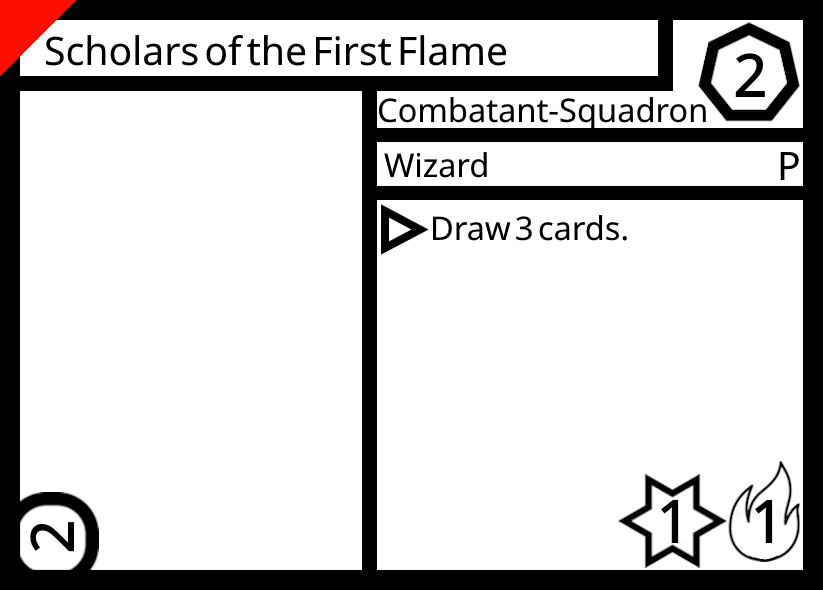 Scholars of the First Flame
2
Combatant-Squadron
Wizard P
Draw 3 cards.
2
1 1